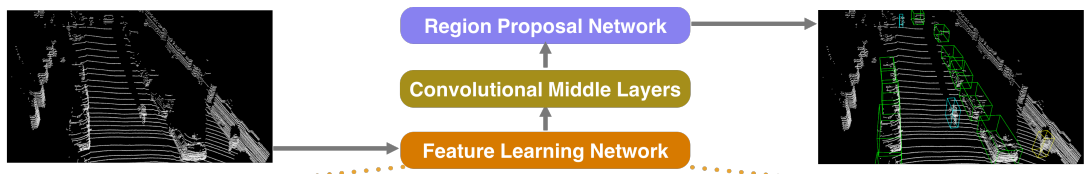 Region Proposal Network
Convolutional Middle Layers
Feature Learning Network